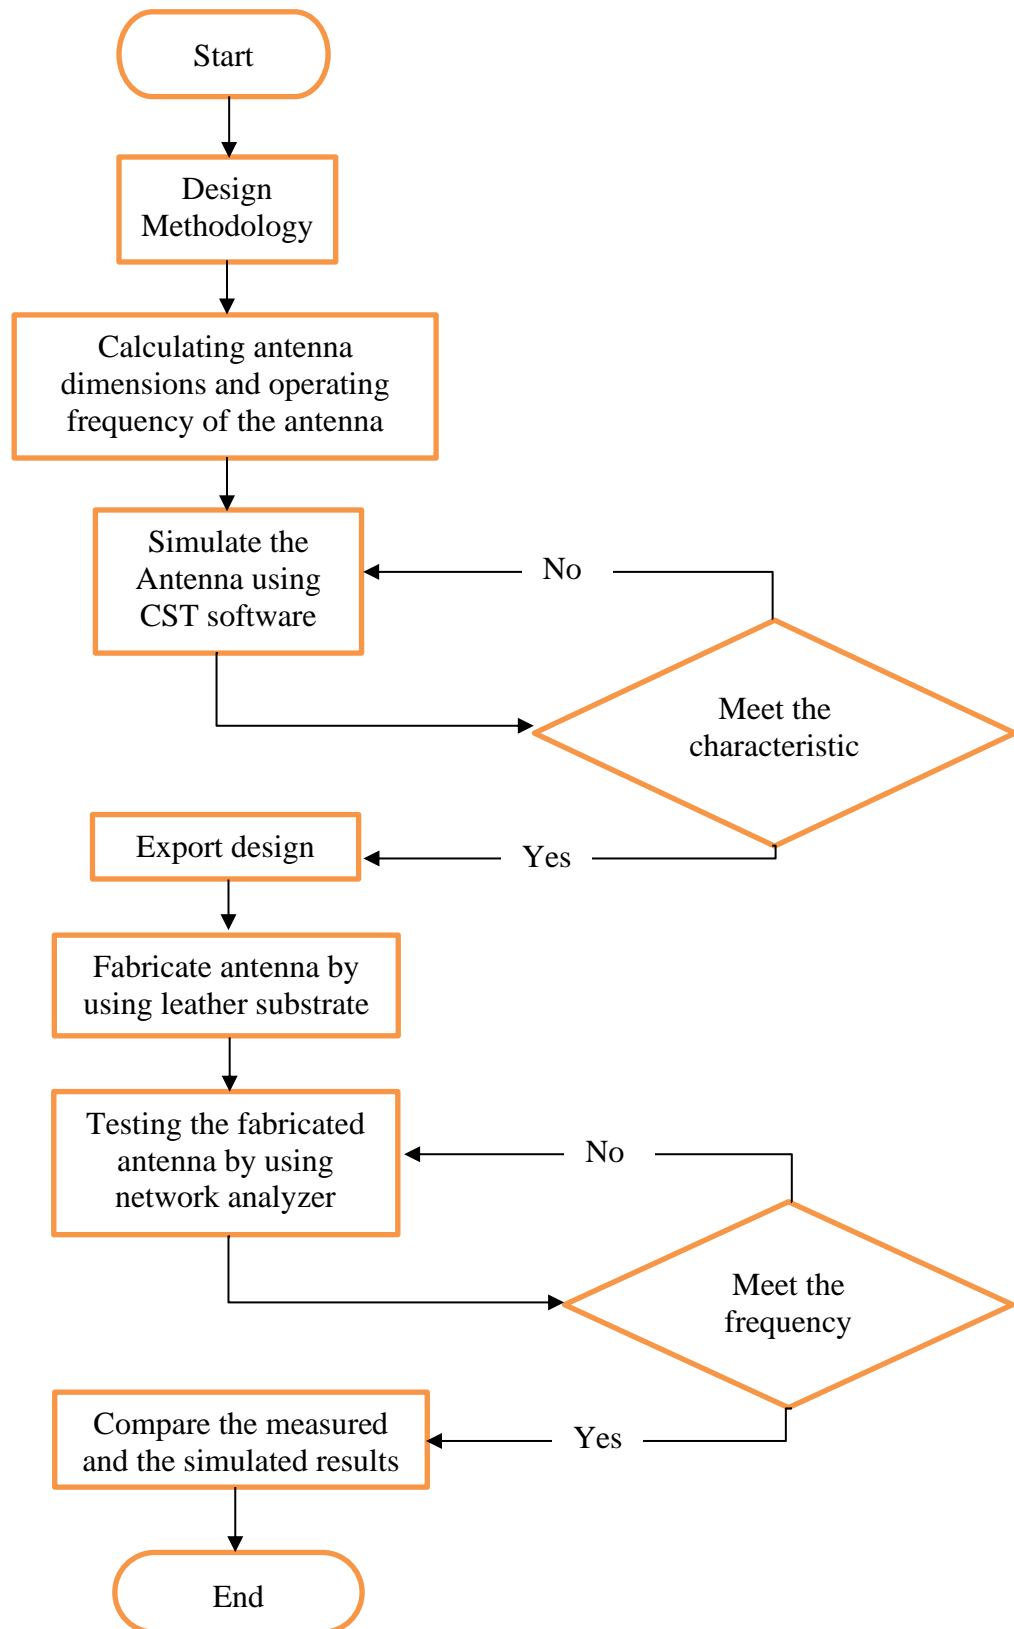 Start
Design
Methodology
Calculating antenna
dimensions and operating
frequency of the antenna
Simulate the
Antenna using
CST software
No
Meet the
characteristic
Export design
Yes
Fabricate antenna by
using leather substrate
Testing the fabricated
antenna by using
network analyzer
No
Meet the
frequency
Compare the measured
and the simulated results
Yes
End